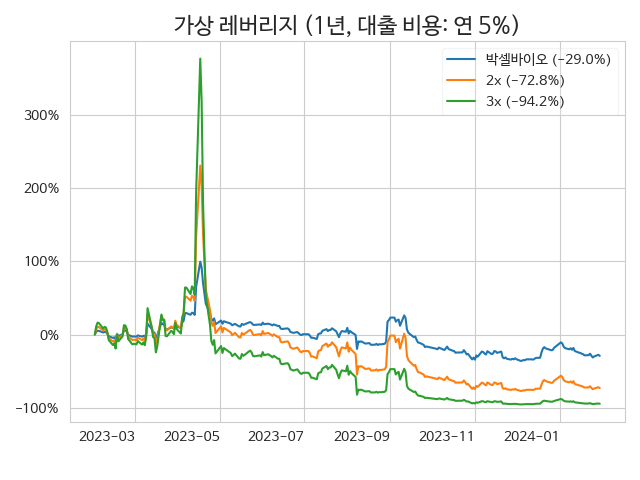 가상 레버리지 (1년, 대출 비용: 연 5%)
박셀바이오 (-29.0%)
2x (-72.8%)
3x (-94.2%)
300%
200%
100%
0%
-100%
2023-03 2023-05 2023-07 2023-09 2023-11 2024-01